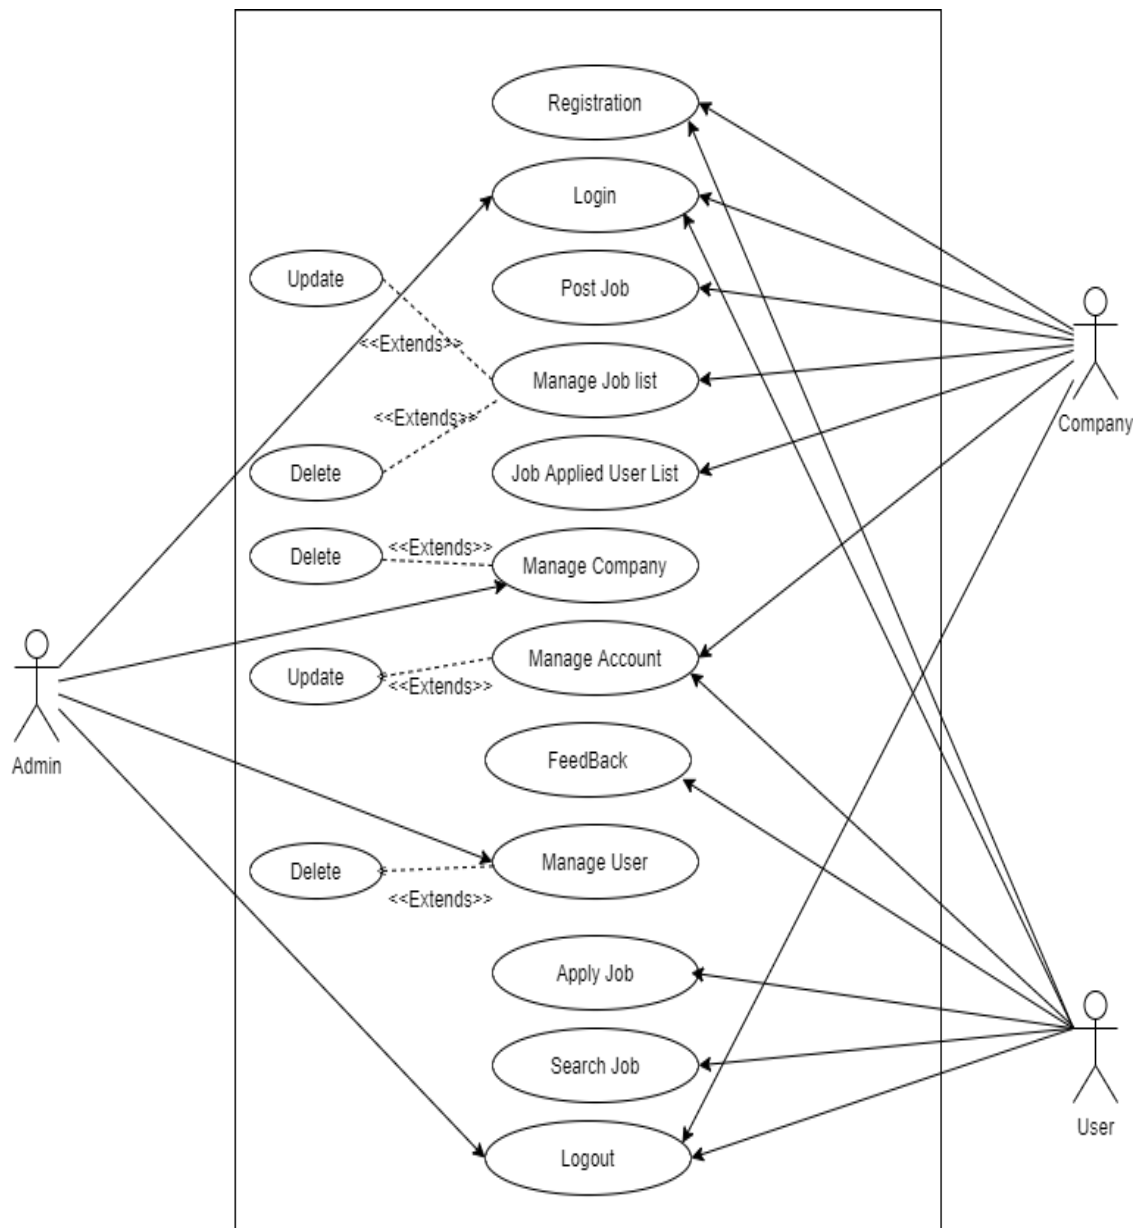 Registration
Login
Update
Post Job
<<Extends>>
Manage Job list
<<Extends>>
Company
Delete
Job Applied User List
Delete
<<Extends>>
Manage Company
Update
<<Extends>>
Manage Account
Admin
FeedBack
Delete
<<Extends>>
Manage User
Apply Job
Search Job
User
Logout